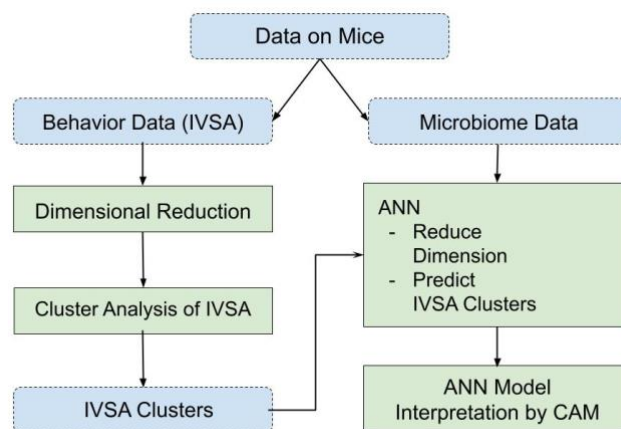 Data on Mice
Behavior Data (IVSA)
Microbiome Data
Dimensional Reduction
Cluster Analysis of IVSA
IVSA Clusters
ANN
- Reduce
Dimension
- Predict
IVSA Clusters
ANN Model
Interpretation by CAM